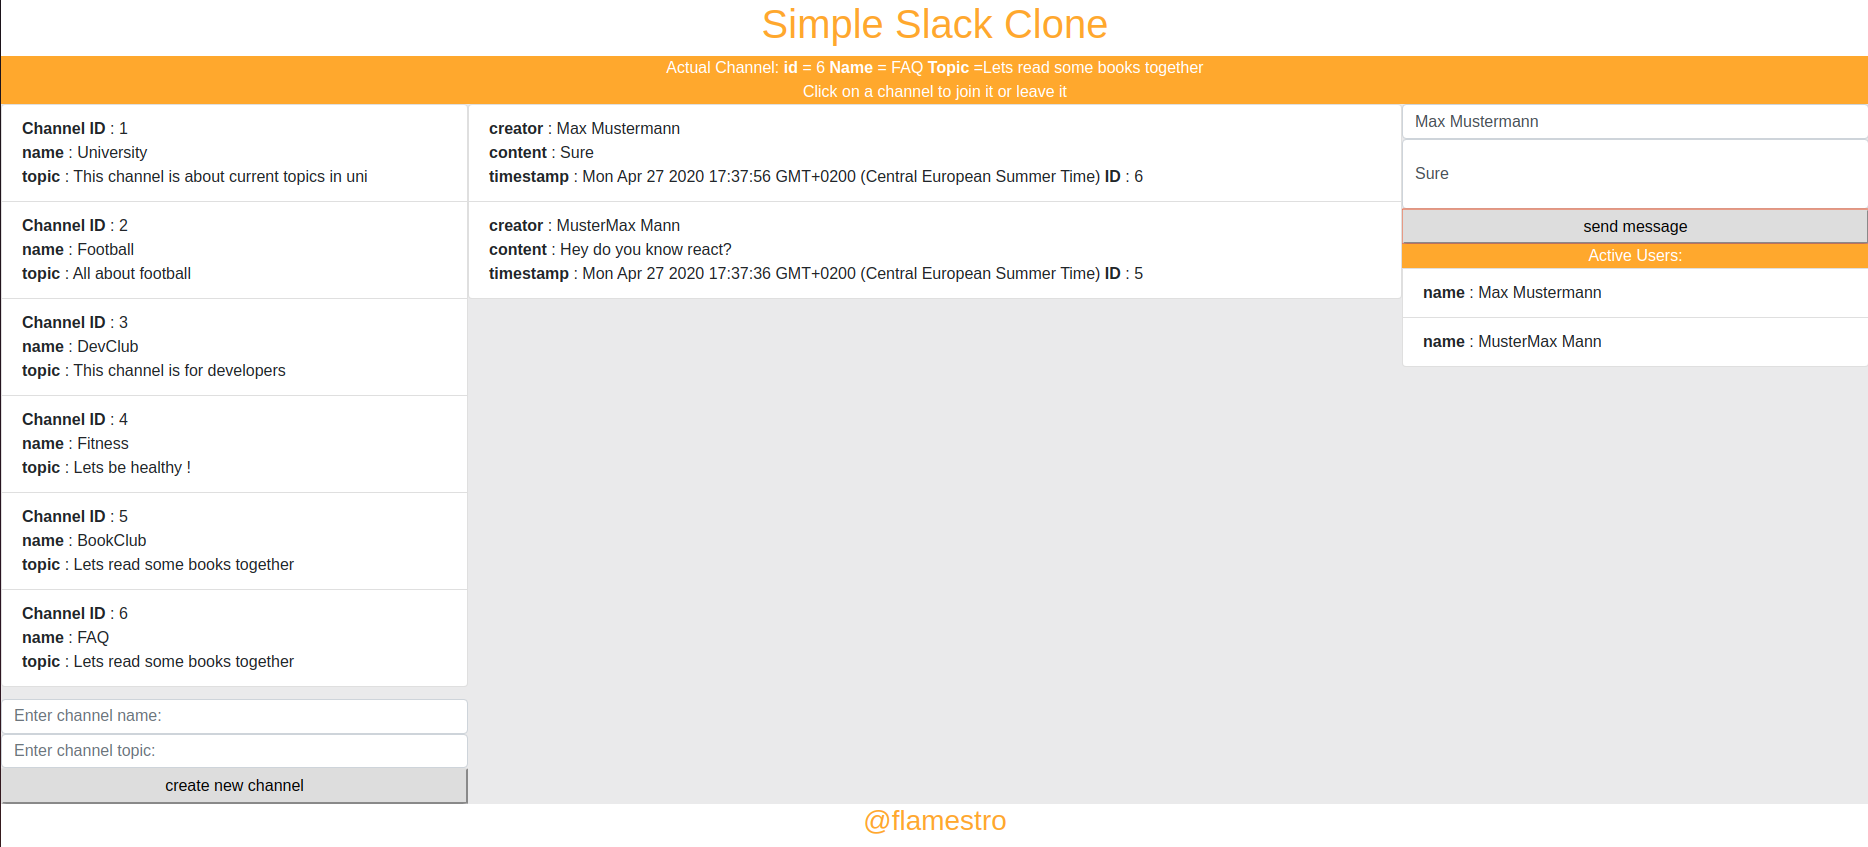 Simple Slack Clone
Actual Channel: id = 6 Name = FAQ Topic =Lets read some books together
Click on a channel to join it or leave it
Channel ID : 1
name : University
topic : This channel is about current topics in uni
Channel ID : 2
name : Football
topic : All about football
Channel ID : 3
name : DevClub
topic : This channel is for developers
Channel ID : 4
name : Fitness
topic : Lets be healthy !
Channel ID : 5
name : BookClub
topic : Lets read some books together
Channel ID : 6
name : FAQ
topic : Lets read some books together
Enter channel name:
Enter channel topic:
create new channel
creator : Max Mustermann
content : Sure
timestamp : Mon Apr 27 2020 17:37:56 GMT+0200 (Central European Summer Time) ID : 6
creator : MusterMax Mann
content : Hey do you know react?
timestamp : Mon Apr 27 2020 17:37:36 GMT+0200 (Central European Summer Time) ID : 5
Max Mustermann
Sure
send message
Active Users:
name : Max Mustermann
name : MusterMax Mann
@flamestro